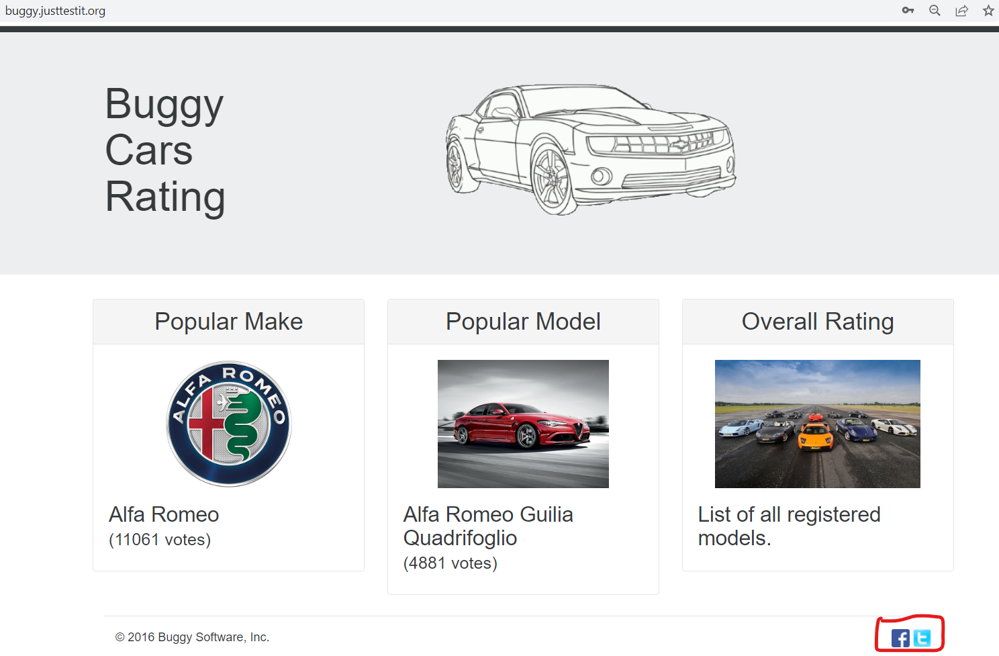 buggy.justtestit.org
Buggy
Cars
Rating
Popular Make
ALFA ROMEO
Alfa Romeo
(11061 votes)
Popular Model
Alfa Romeo Guilia
Quadrifoglio
(4881 votes)
Overall Rating
List of all registered
models.
© 2016 Buggy Software, Inc.